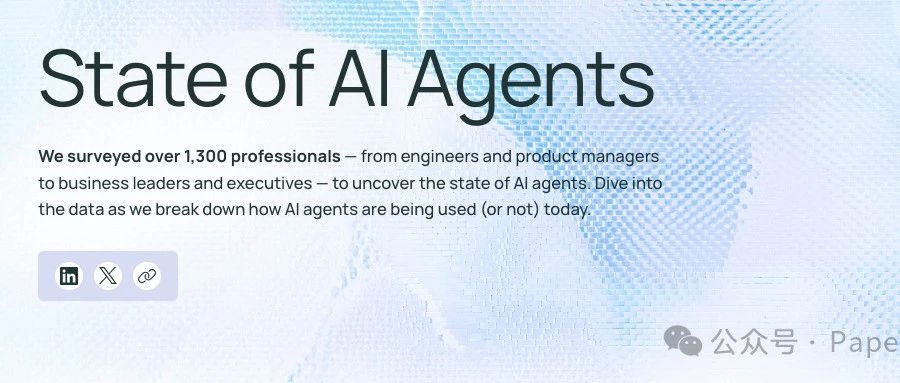 State of AI Agents
We surveyed over 1,300 professionals — from engineers and product managers
to business leaders and executives — to uncover the state of AI agents. Dive into
the data as we break down how AI agents are being used (or not) today.
in
公众号 · Pape